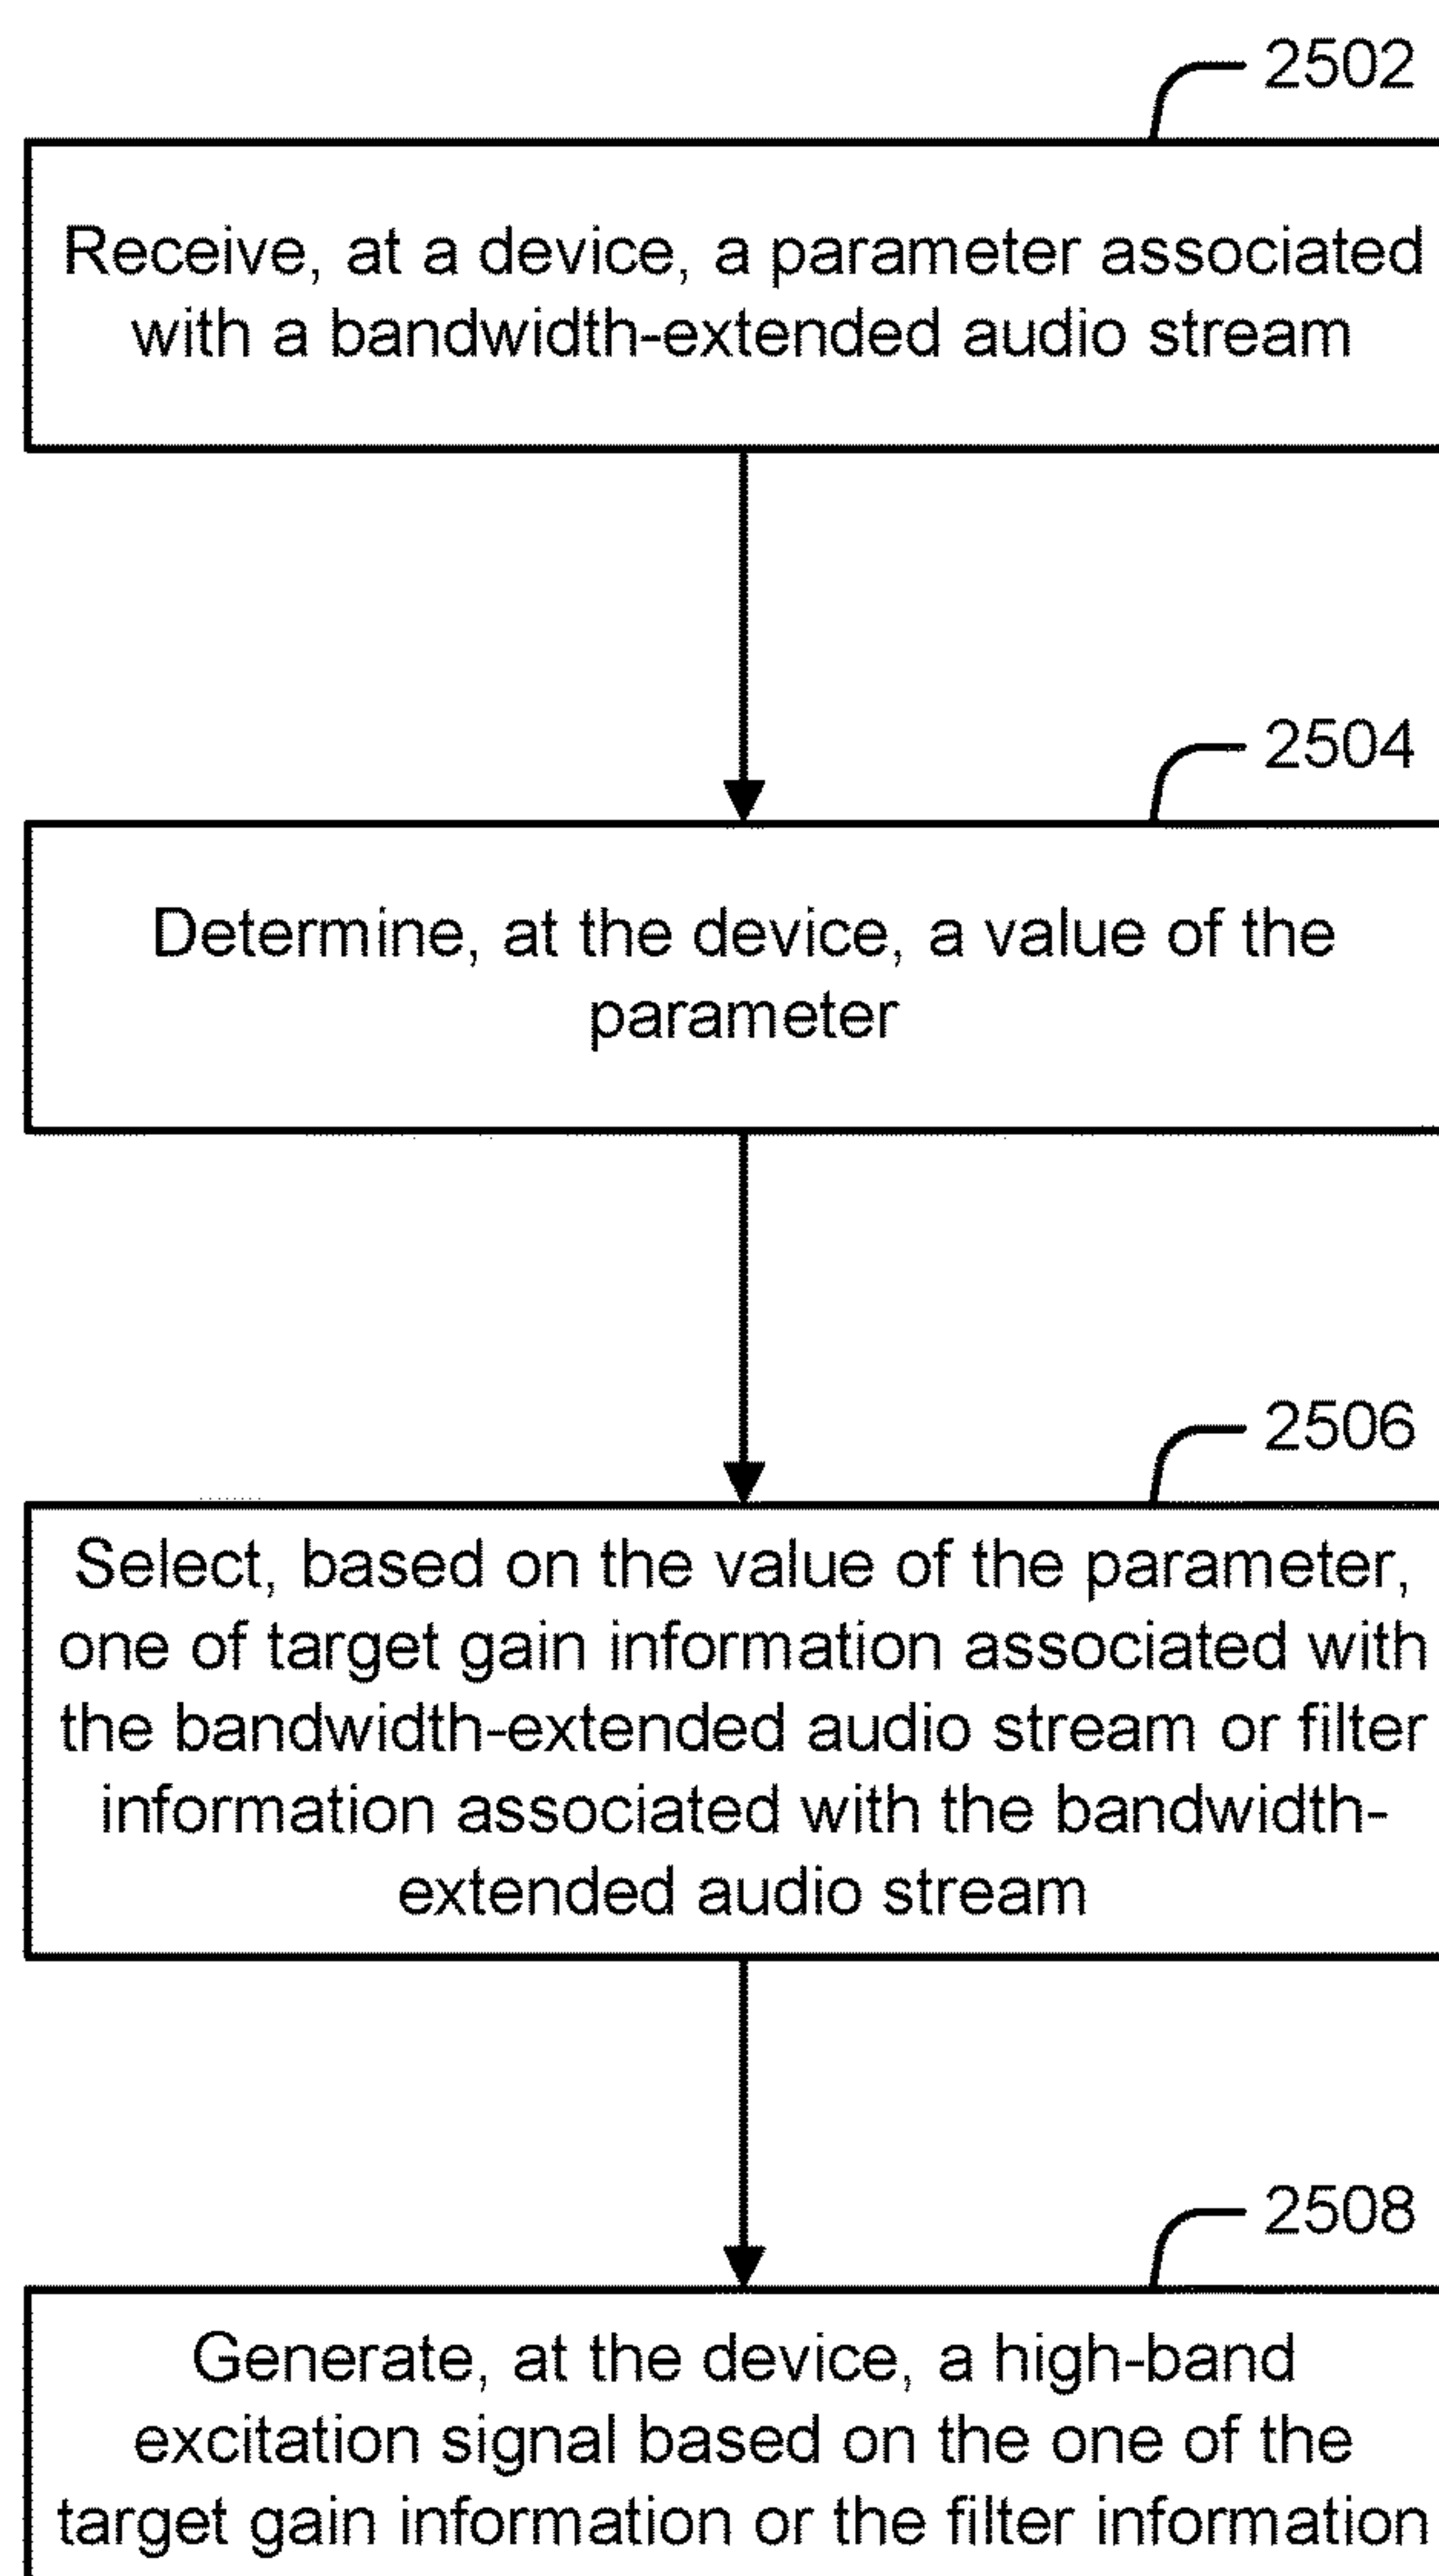 2502
Receive, at a device, a parameter associated
with a bandwidth-extended audio stream
2504
Determine, at the device, a value of the
parameter
2506
Select, based on the value of the parameter,
one of target gain information associated with
the bandwidth-extended audio stream or filter
information associated with the bandwidth-
extended audio stream
2508
Generate, at the device, a high-band
excitation signal based on the one of the
target gain information or the filter information